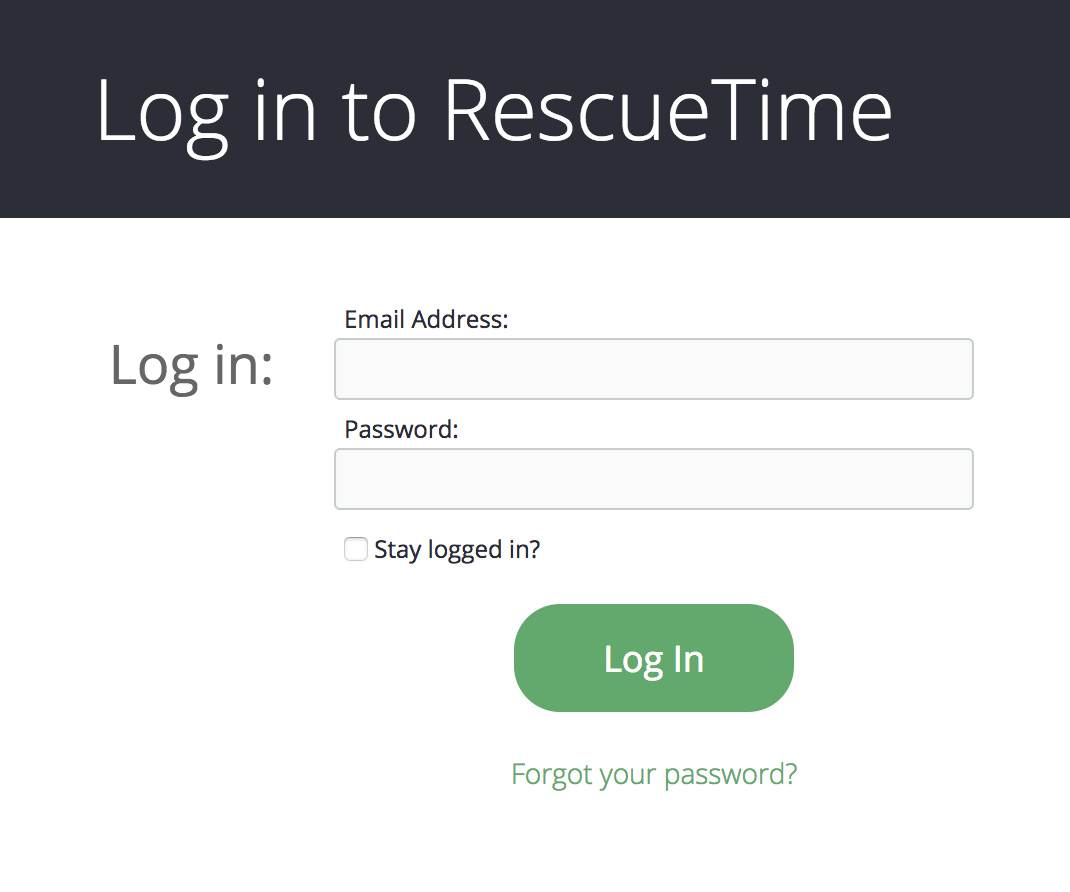 Log in to RescueTime
Log in:
Email Address:
Password:
Stay logged in?
Log In
Forgot your password?